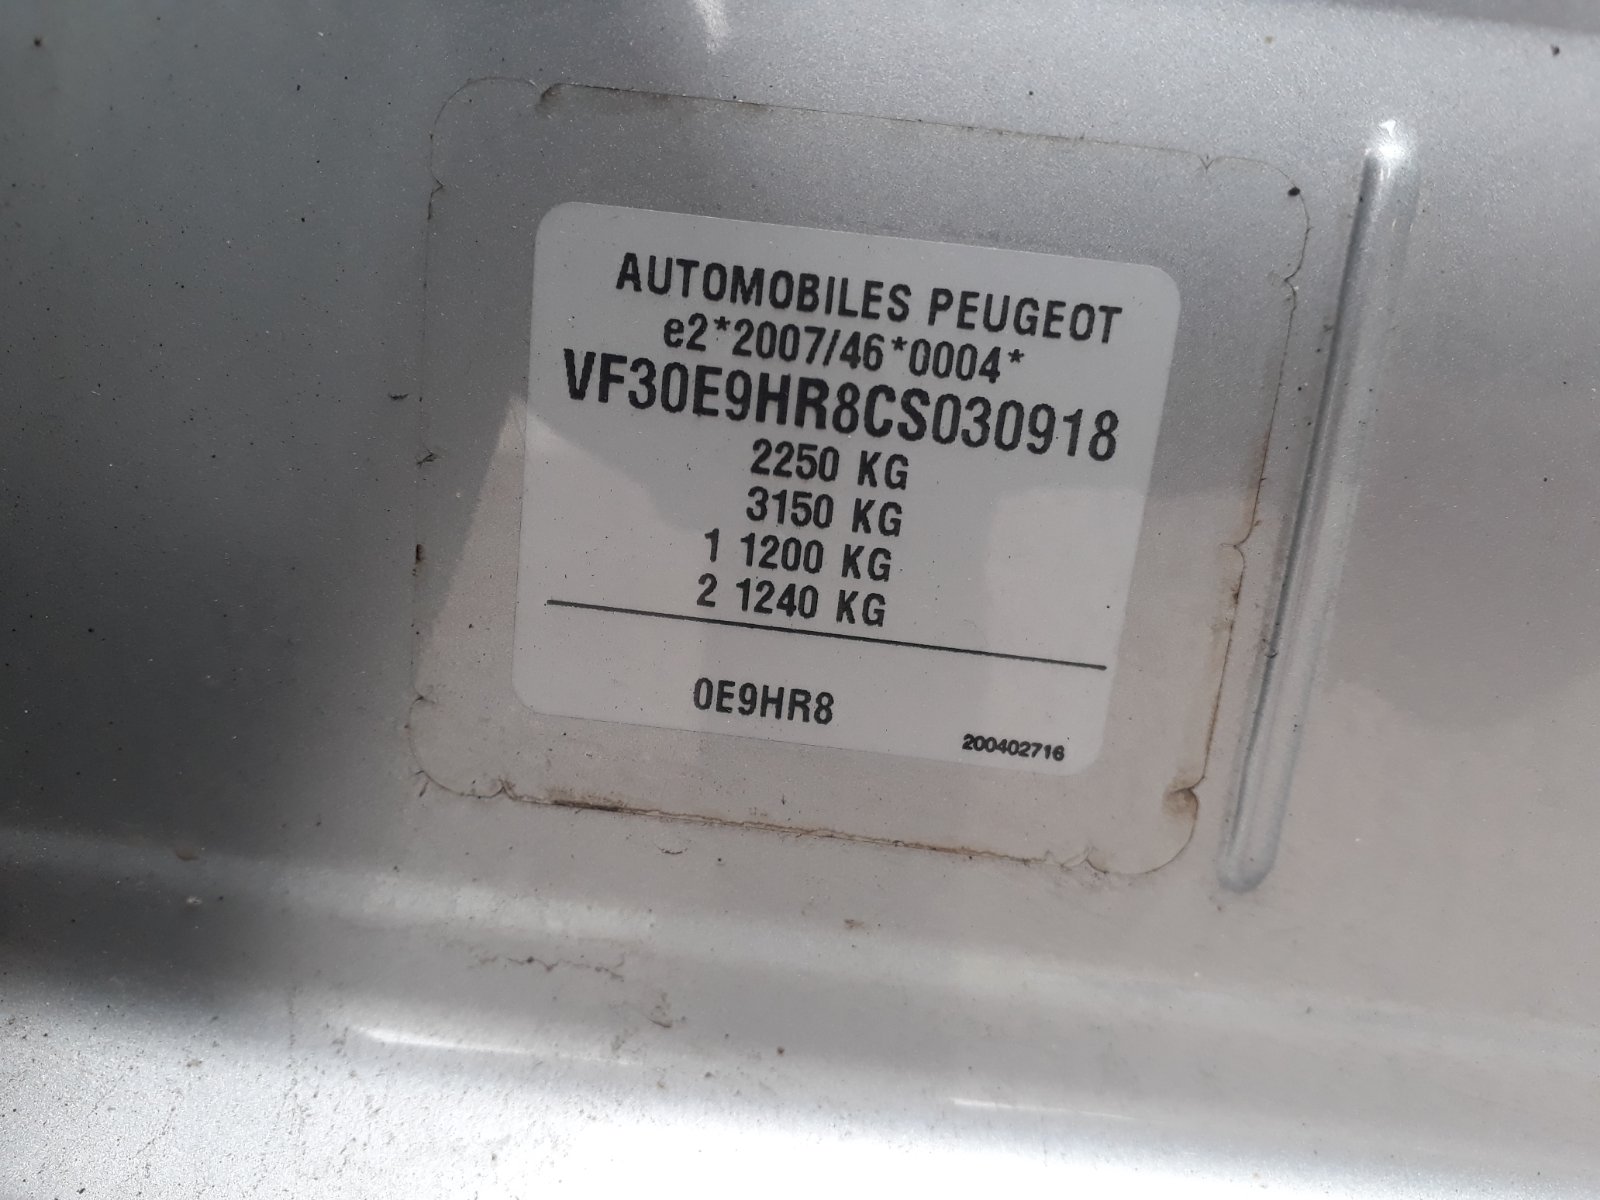 AUTOMOBILES PEUGEOT
e2*2007/46*0004*
VF30E9HR8CS030918
2250 KG
3150 KG
1 1200 KG
2 1240 KG
0E9HR8
200402716